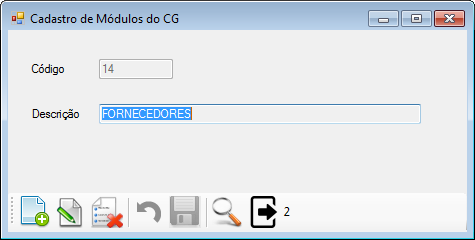 Cadastro de Módulos do CG
Código 14
Descrição FORNECEDORES
2